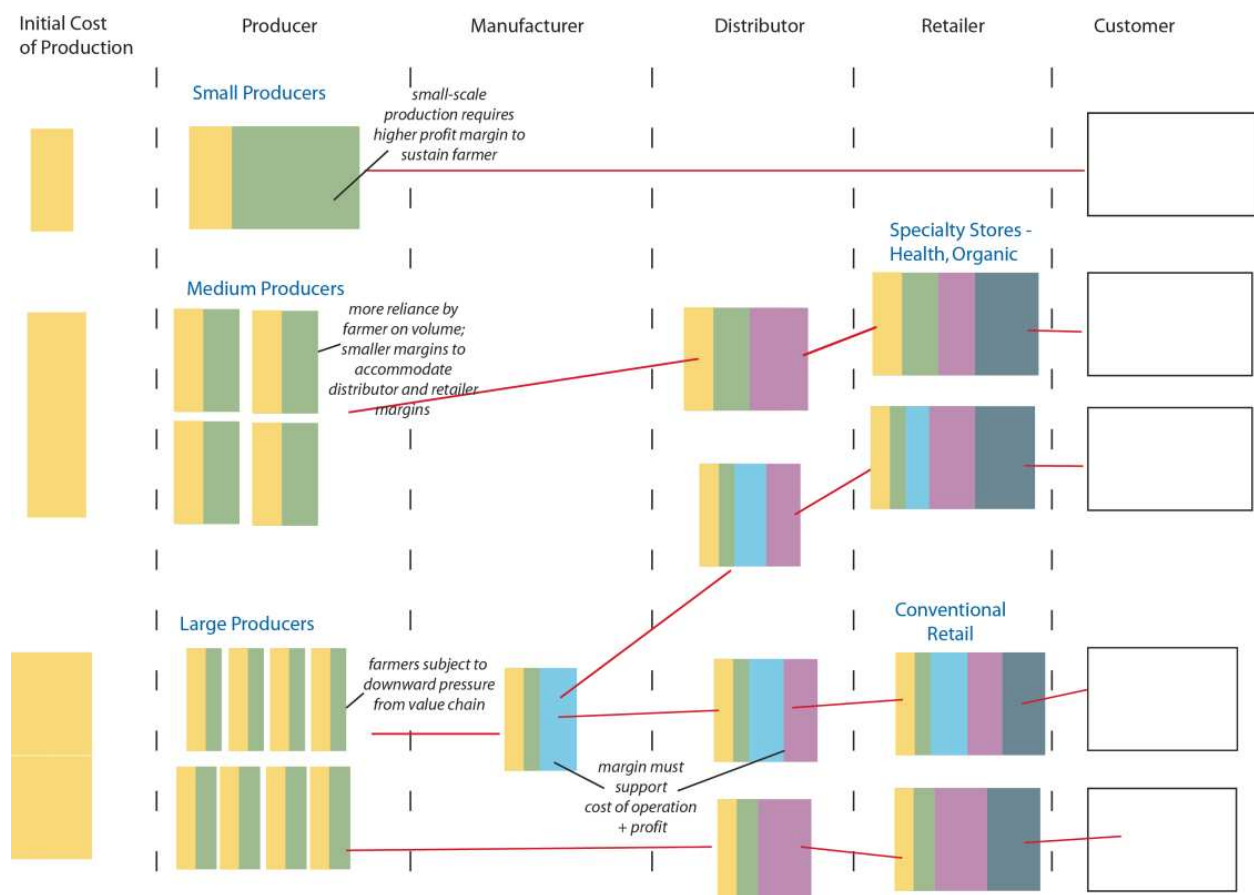 Initial Cost
of Production
Producer
Manufacturer
Distributor
Retailer
Customer
Small Producers
small-scale
production requires
higher profit margin to
sustain farmer
Specialty Stores -
Health, Organic
Medium Producers
more reliance by
farmer on volume;
smaller margins to
accommodate
distributor and retailer
margins
Large Producers
farmers subject to
downward pressure
from value chain
Conventional
Retail
margin must
support
cost of operation
+ profit